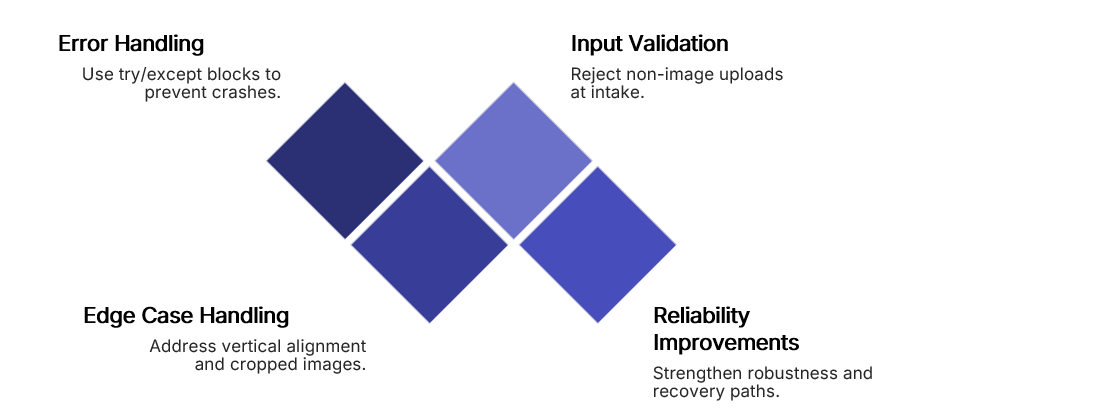 Error Handling
Use try/except blocks to
prevent crashes.
Input Validation
Reject non-image uploads
at intake.
Edge Case Handling
Address vertical alignment
and cropped images.
Reliability
Improvements
Strengthen robustness and
recovery paths.